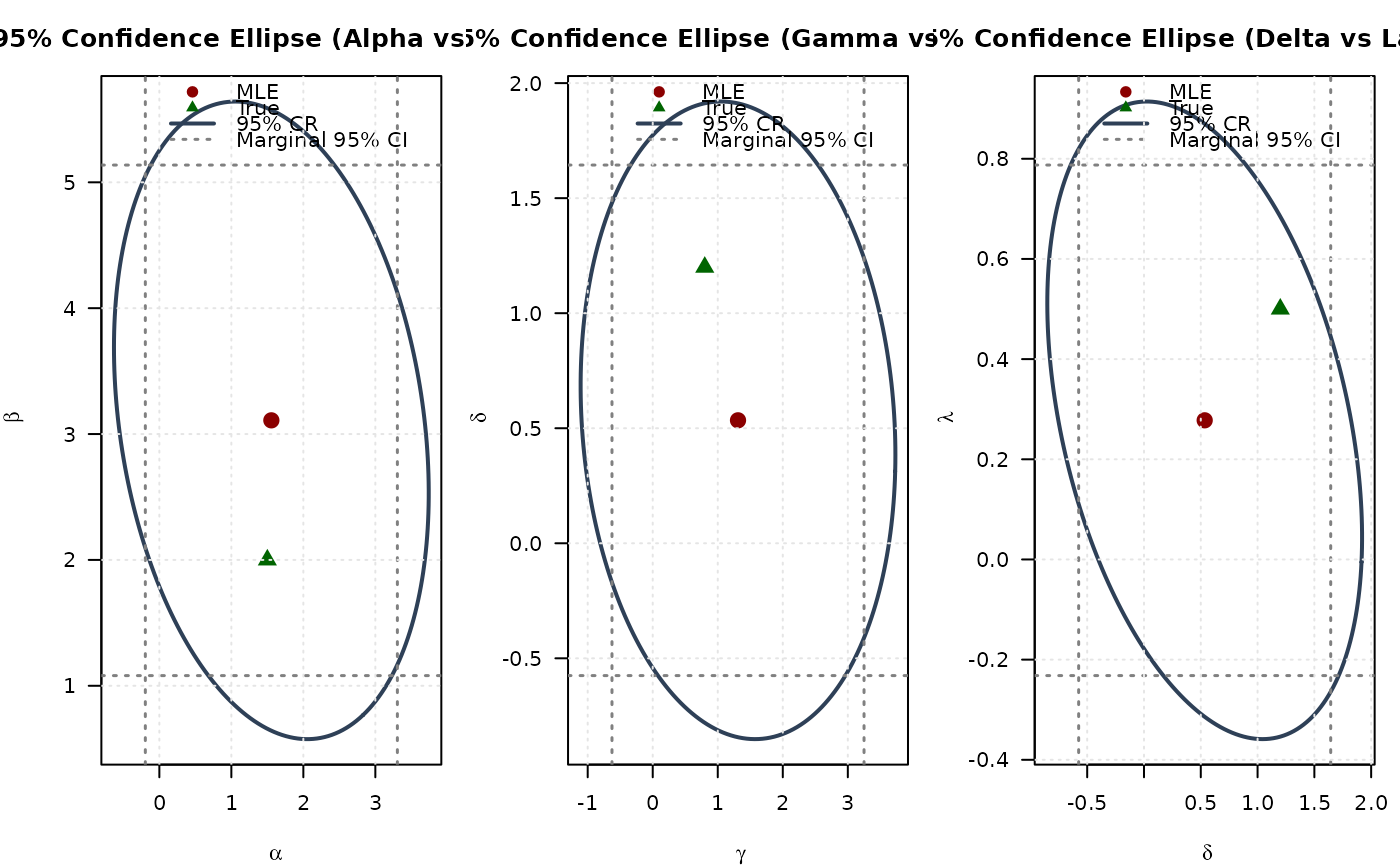 95% Confidence Ellipse (Alpha vs
5% Confidence Ellipse (Gamma vs
% Confidence Ellipse (Delta vs La
MLE
True
95% CR
Marginal 95% CI
5
4
3
2
1
0
1
2
3
β
α
MLE
True
95% CR
Marginal 95% CI
2.0
1.5
1.0
0.5
0.0
-0.5
-1
0
1
2
3
δ
γ
MLE
True
95% CR
Marginal 95% CI
0.8
0.6
0.4
0.2
0.0
-0.2
-0.4
-0.5
0.5
1.0
1.5
2.0
λ
δ